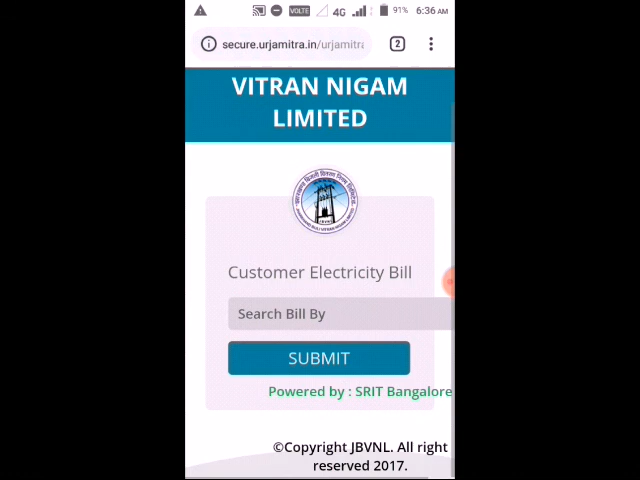 VOLTE 4G 91% 6:36 AM
secure.urjamitra.in/urjamitra
2
VITRAN NIGAM
LIMITED
JBVNL
Customer Electricity Bill
Search Bill By
SUBMIT
Powered by : SRIT Bangalore
©Copyright JBVNL. All right
reserved 2017.